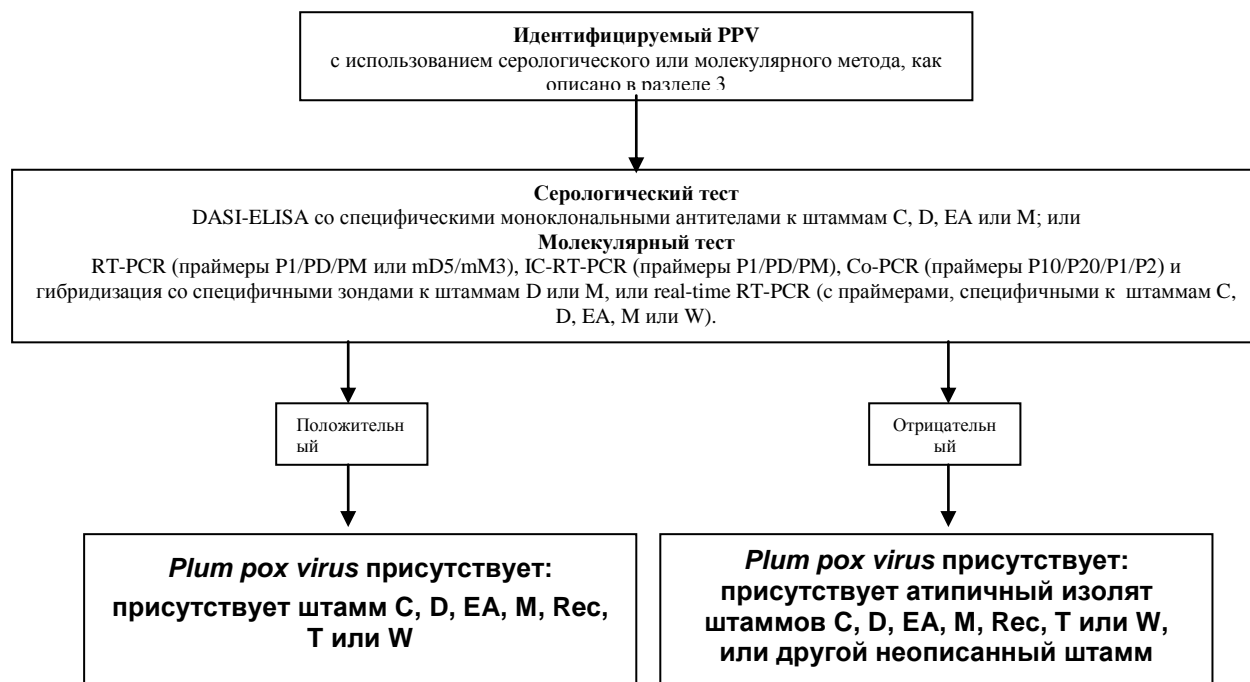 Идентифицируемый PPV
с использованием серологического или молекулярного метода, как
описано в разделе 3
Серологический тест
DASI-ELISA со специфическими моноклональными антителами к штаммам C, D, EA или M; или
Молекулярный тест
RT-PCR (праймеры P1/PD/PM или mD5/mM3), IC-RT-PCR (праймеры P1/PD/PM), Co-PCR (праймеры P10/P20/P1/P2) и
гибридизация со специфичными зондами к штаммам D или M, или real-time RT-PCR (с праймерами, специфичными к штаммам C,
D, EA, M или W).
Положительн
ый
Отрицательн
ый
Plum pox virus присутствует:
присутствует штамм C, D, EA, M, Rec,
T или W
Plum pox virus присутствует:
присутствует атипичный изолят
штаммов C, D, EA, M, Rec, T или W,
или другой неописанный штамм